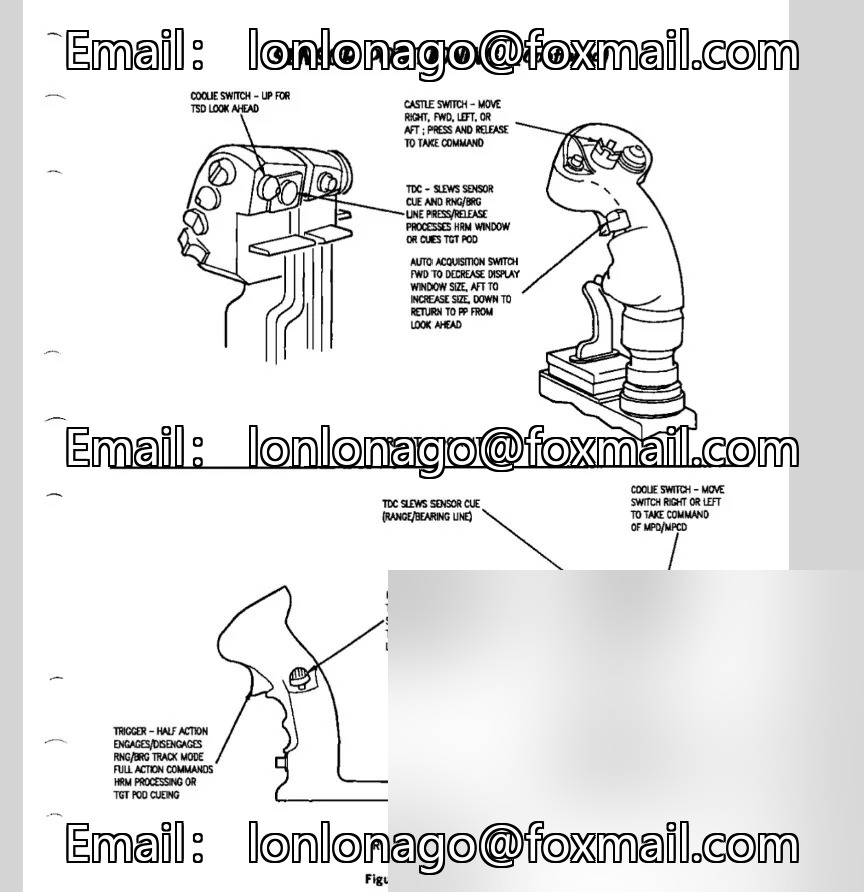 Email: lonlonago@foxmail.com
COOLIE SWITCH - UP FOR
TSD LOOK AHEAD
CASTLE SWITCH - MOVE
RIGHT, FWD, LEFT, OR
AFT ; PRESS AND RELEASE
TO TAKE COMMAND
TDC - SLEWS SENSOR
CUE AND RNG/BRG
LINE PRESS/RELEASE
PROCESSES HRM WINDOW
OR CUES TGT POD
AUTO ACQUISITION SWITCH
FWD TO DECREASE DISPLAY
WINDOW SIZE, AFT TO
INCREASE SIZE, DOWN TO
RETURN TO PP FROM
LOOK AHEAD
Email: lonlonago@foxmail.com
TDC SLEWS SENSOR CUE
(RANGE/BEARING LINE)
COOLIE SWITCH - MOVE
SWITCH RIGHT OR LEFT
TO TAKE COMMAND
OF MPD/MPCD
TRIGGER - HALF ACTION
ENGAGES/DISENGAGES
RNG/BRG TRACK MODE
FULL ACTION COMMANDS
HRM PROCESSING OR
TGT POD CUEING
Email: lonlonago@foxmail.com